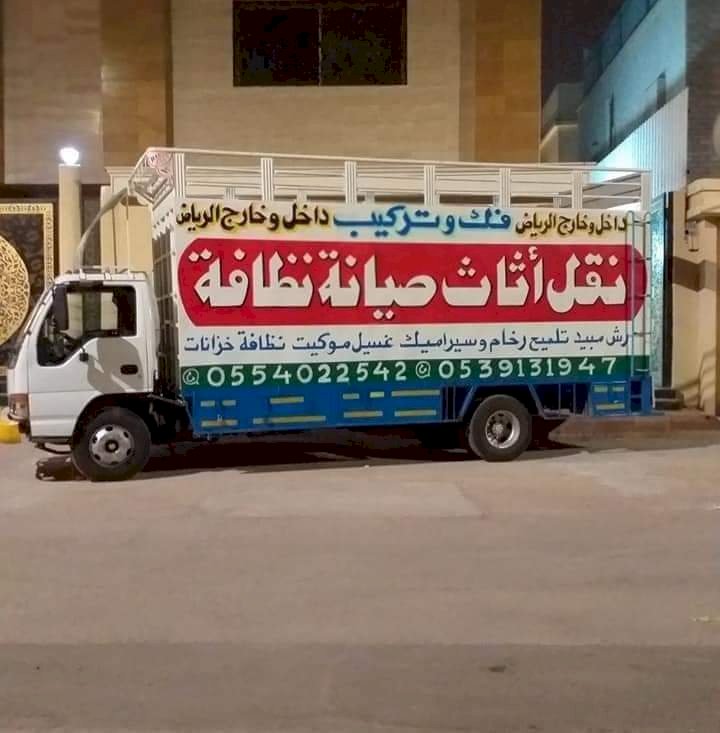 داخل وخارج الرياض فك وتركيب داخل وخارج الرياض
نقل أثاث صيانة نظافة
رش مبيد تلميع رخام وسيراميك غسيل موكيت نظافة خزانات
0554022542 0539131947